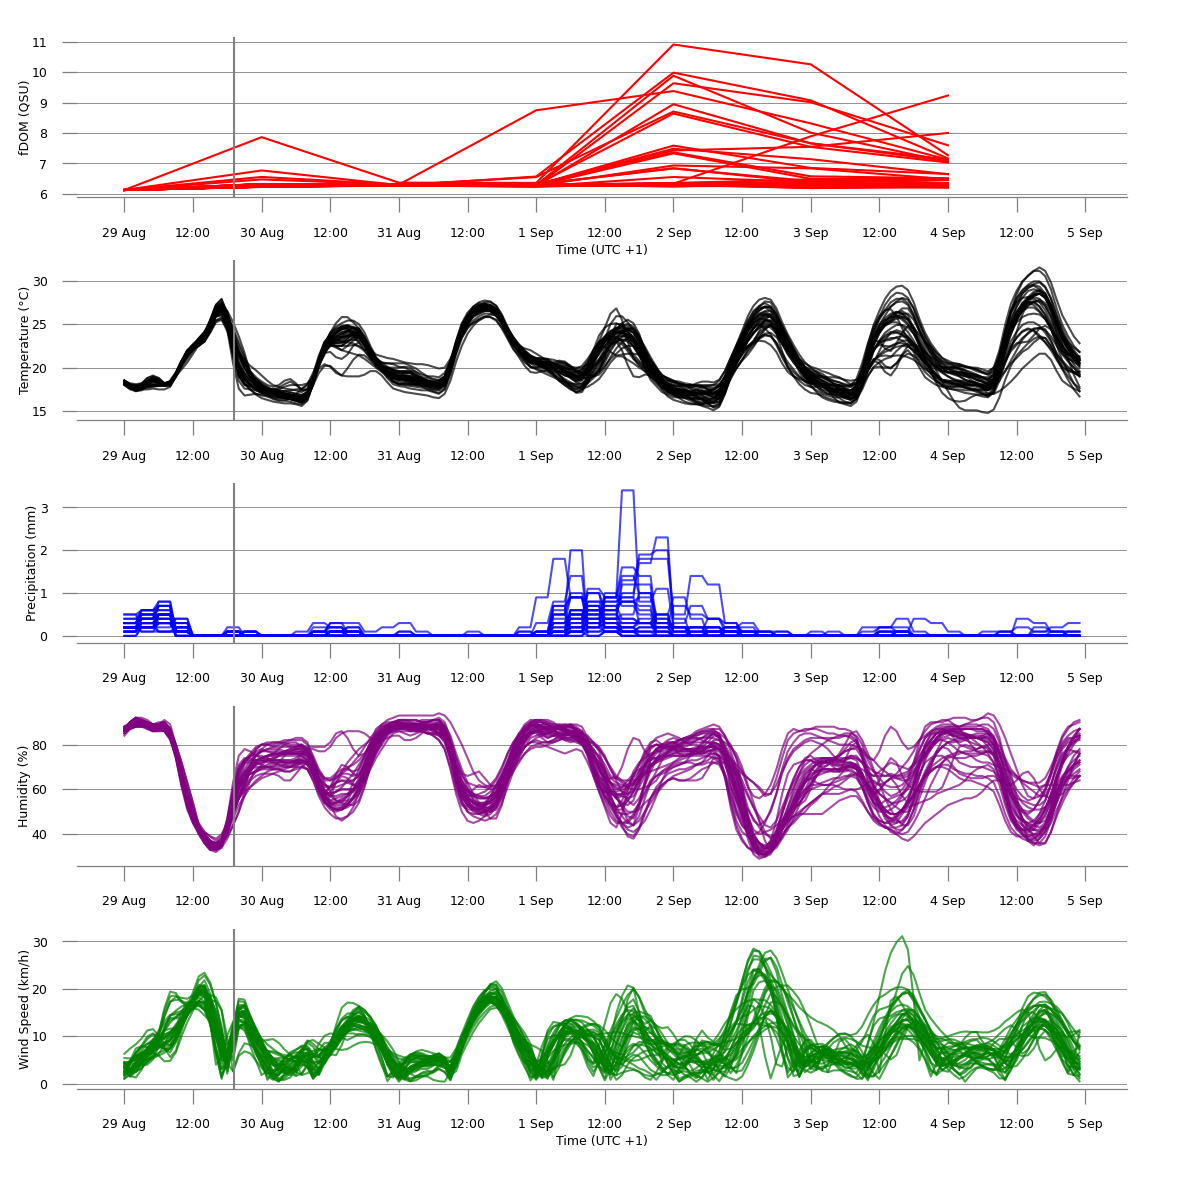 11
10
9
8
7
6
fDOM (QSU)
29 Aug 12:00 30 Aug 12:00 31 Aug 12:00 1 Sep 12:00 2 Sep 12:00 3 Sep 12:00 4 Sep 12:00 5 Sep
Time (UTC +1)
30
25
20
15
Temperature (°C)
29 Aug 12:00 30 Aug 12:00 31 Aug 12:00 1 Sep 12:00 2 Sep 12:00 3 Sep 12:00 4 Sep 12:00 5 Sep
3
2
1
0
Precipitation (mm)
29 Aug 12:00 30 Aug 12:00 31 Aug 12:00 1 Sep 12:00 2 Sep 12:00 3 Sep 12:00 4 Sep 12:00 5 Sep
80
60
40
Humidity (%)
29 Aug 12:00 30 Aug 12:00 31 Aug 12:00 1 Sep 12:00 2 Sep 12:00 3 Sep 12:00 4 Sep 12:00 5 Sep
30
20
10
0
Wind Speed (km/h)
29 Aug 12:00 30 Aug 12:00 31 Aug 12:00 1 Sep 12:00 2 Sep 12:00 3 Sep 12:00 4 Sep 12:00 5 Sep
Time (UTC +1)